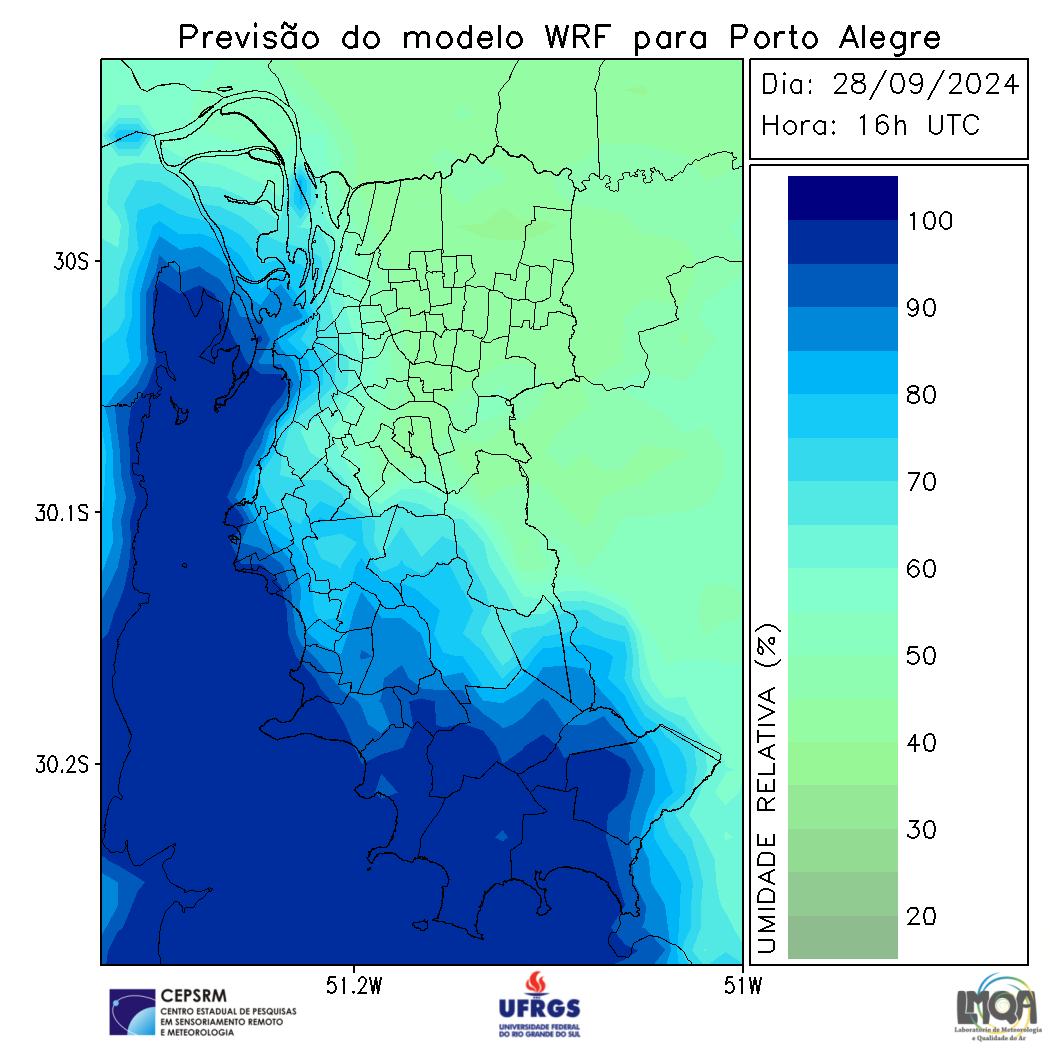 Previsão do modelo WRF para Porto Alegre
Dia: 28/09/2024
Hora: 16h UTC
30S
30.1S
30.2S
51.2W
51W
100
90
80
70
60
50
40
30
20
UMIDADE RELATIVA (%)
CEPSRM
CENTRO ESTADUAL DE PESQUISAS
EM SENSORIAMENTO REMOTO
E METEOROLOGIA
UFRGS
UNIVERSIDADE FEDERAL
DO RIO GRANDE DO SUL
LMQA
Laboratório de Meteorologia
e Qualidade do Ar